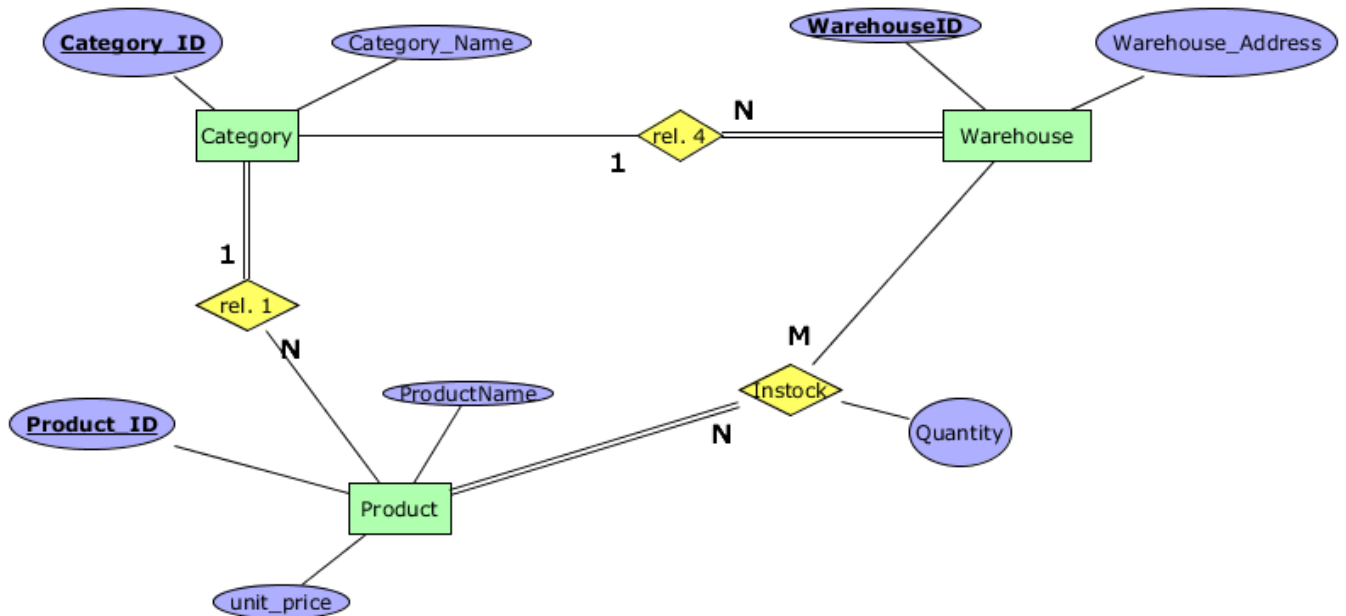 Category_ID
Category_Name
WarehouseID
Warehouse_Address
Category
rel. 4
N
Warehouse
1
1
rel. 1
N
M
Product_ID
ProductName
Instock
N
Quantity
Product
unit_price